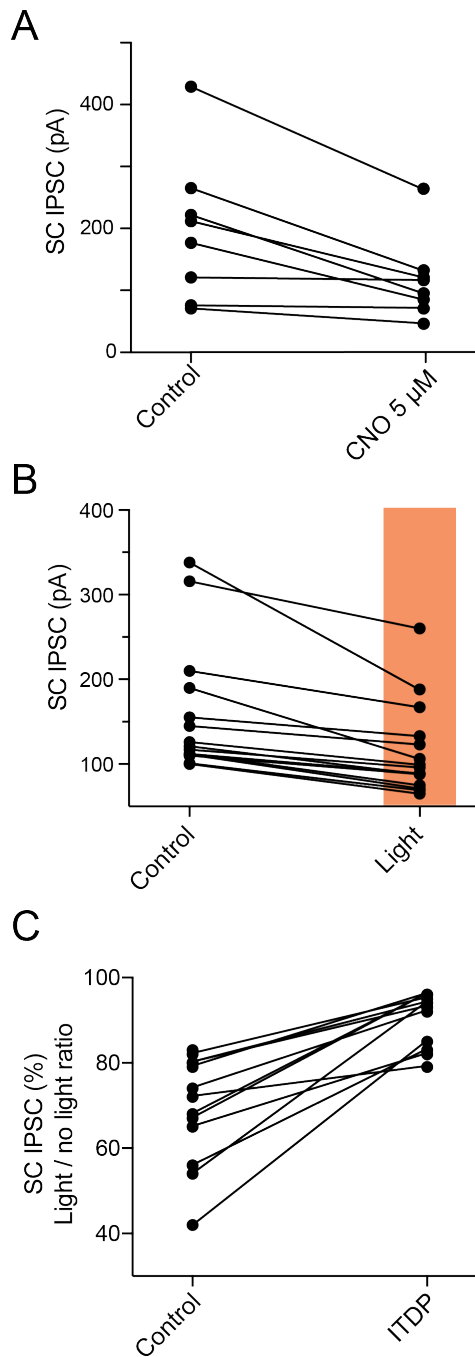 A
SC IPSC (pA)
400
200
0
Control
CNO 5 µM
B
SC IPSC (pA)
400
300
200
100
Control
Light
C
SC IPSC (%)
Light / no light ratio
100
80
60
40
Control
ITDP